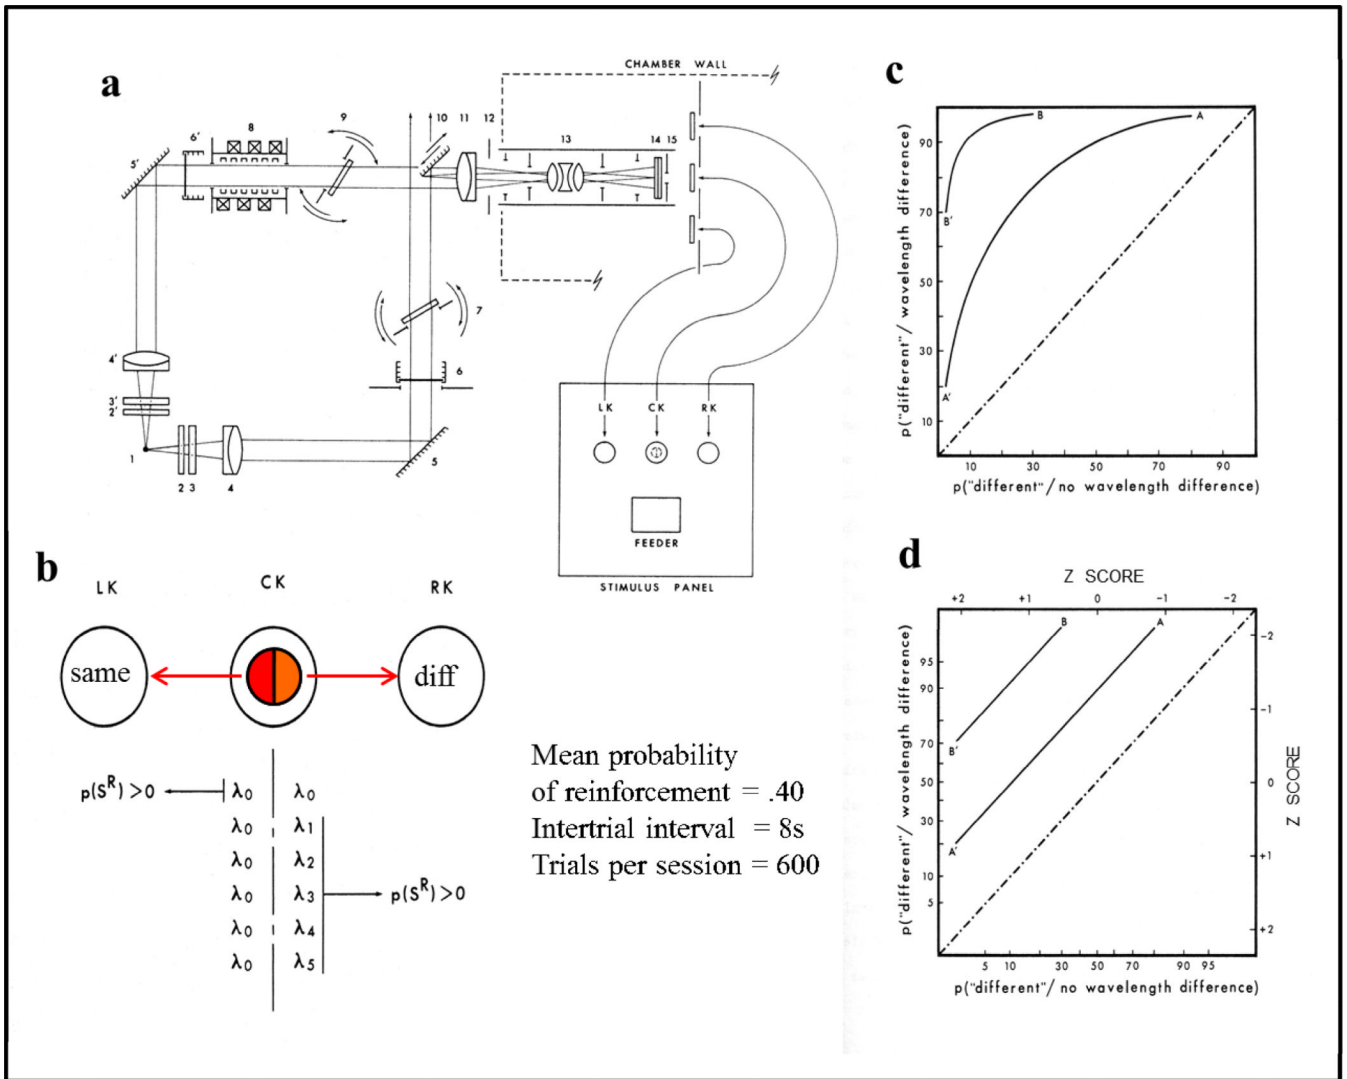 a
CHAMBER WALL
9
10
11
12
8
6'
5'
13
14
15
7
4'
6
3'
2'
1
2
3
4
5
LK
CK
RK
FEEDER
STIMULUS PANEL
b
LK
CK
RK
same
diff
p(Sᴿ)>0
λ0 λ0
λ0 λ1
λ0 λ2
λ0 λ3
p(Sᴿ)>0
λ0 λ4
λ0 λ5
Mean probability
of reinforcement = .40
Intertrial interval = 8s
Trials per session = 600
c
p("different"/ wavelength difference)
90
70
50
30
10
B
A
B'
A'
10 30 50 70 90
p("different"/ no wavelength difference)
d
Z SCORE
+2 +1 0 -1 -2
p("different"/ wavelength difference)
95
90
70
50
30
10
5
B
A
B'
A'
-2
-1
0
+1
+2
Z SCORE
5 10 30 50 70 90 95
p("different"/ no wavelength difference)